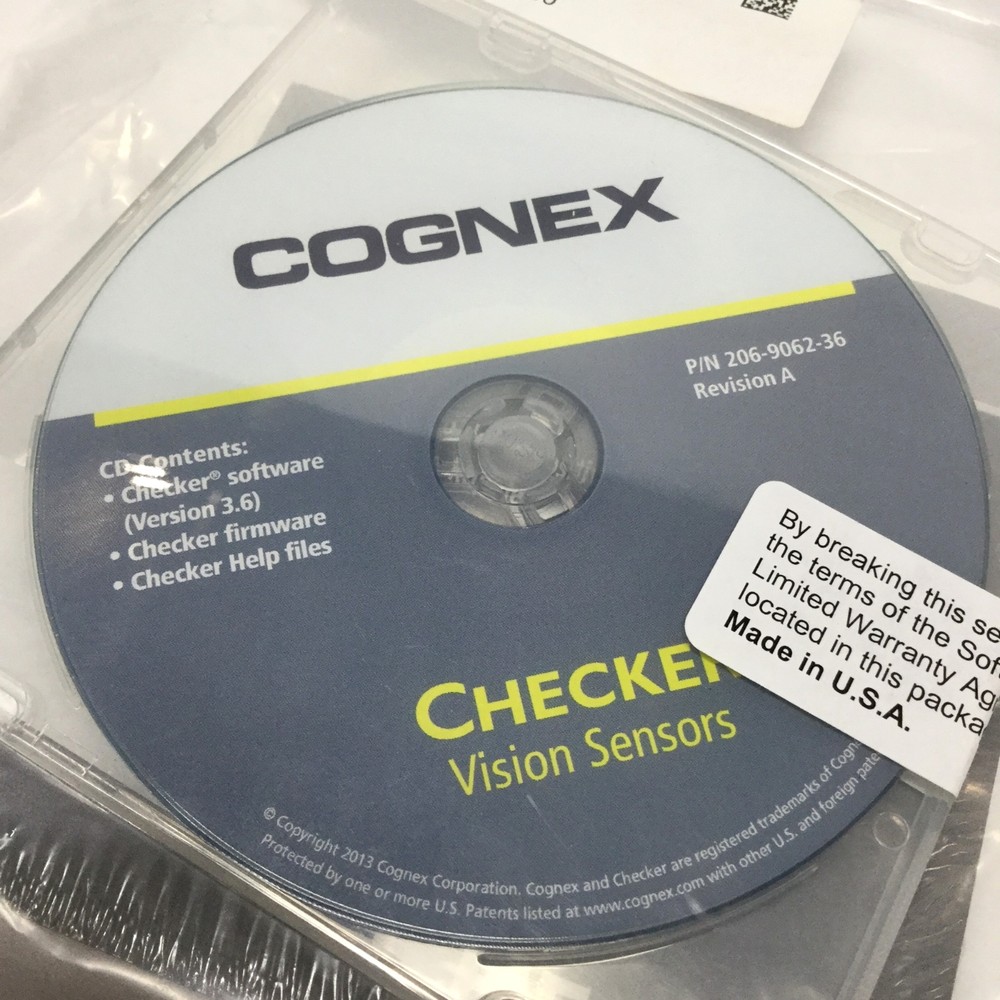 COGNEX
P/N 206-9062-36
Revision A
CD Contents:
• Checker® software
(Version 3.6)
• Checker firmware
• Checker Help files
By breaking this
the terms of the
Limited Warranty
located in this
Made in U.S.A.
CHECKER
Vision Sensors
© Copyright 2013 Cognex Corporation. Cognex and Checker are registered trademarks of
Protected by one or more U.S. Patents listed at www.cognex.com with other U.S. and foreign